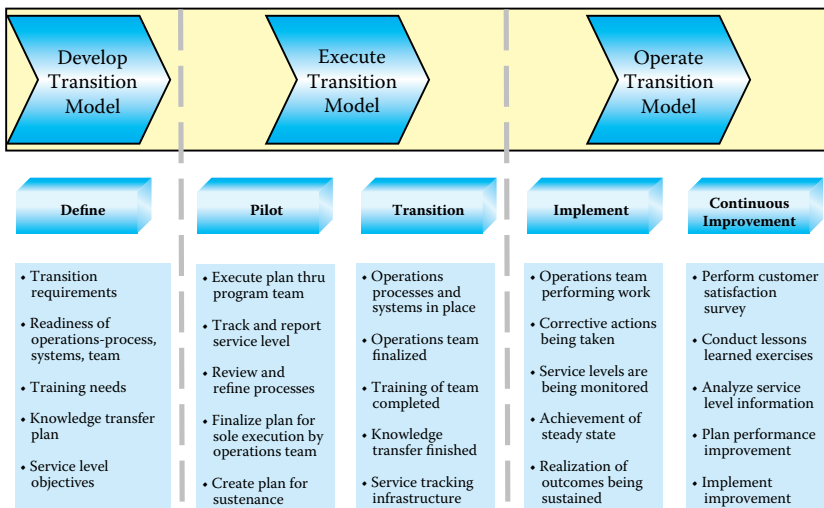 Develop
Transition
Model
Execute
Transition
Model
Operate
Transition
Model
Define
Pilot
Transition
Implement
Continuous
Improvement
• Transition
requirements
• Readiness of
operations-process,
systems, team
• Training needs
• Knowledge transfer
plan
• Service level
objectives
• Execute plan thru
program team
• Track and report
service level
• Review and
refine processes
• Finalize plan for
sole execution by
operations team
• Create plan for
sustenance
• Operations
processes and
systems in place
• Operations team
finalized
• Training of team
completed
• Knowledge
transfer finished
• Service tracking
infrastructure
• Operations team
performing work
• Corrective actions
being taken
• Service levels are
being monitored
• Achievement of
steady state
• Realization of
outcomes being
sustained
• Perform customer
satisfaction
survey
• Conduct lessons
learned exercises
• Analyze service
level information
• Plan performance
improvement
• Implement
improvement